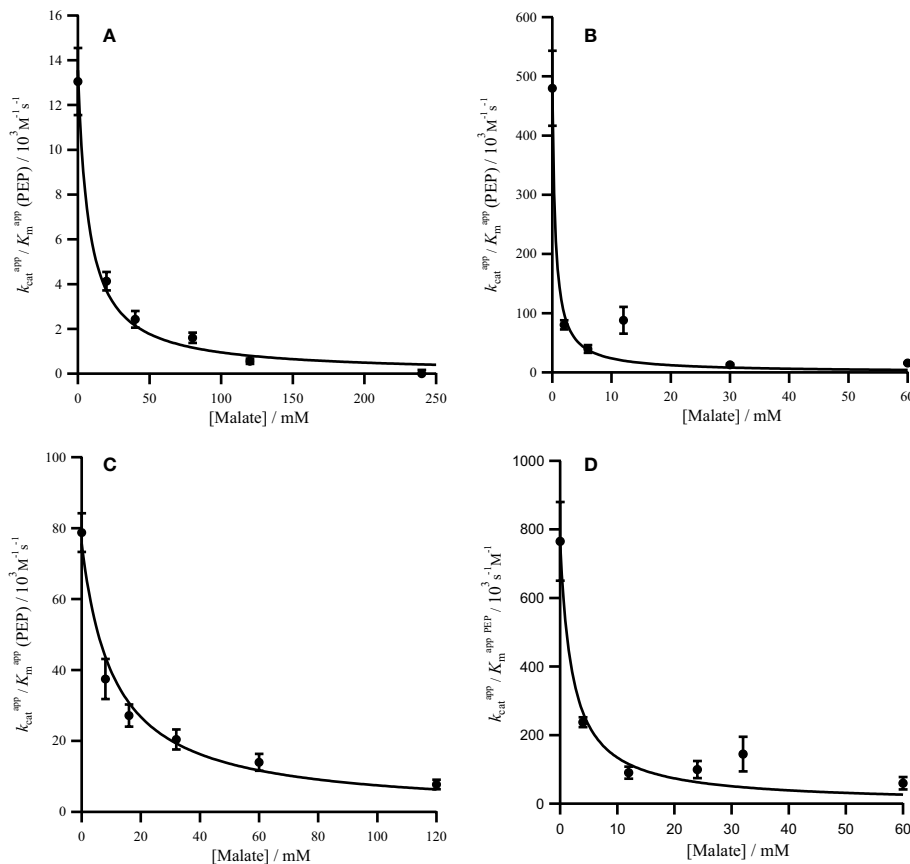 A
k_cat^app / K_m^app (PEP) / 10^3 M^-1 s^-1
16
14
12
10
8
6
4
2
0
0 50 100 150 200 250
[Malate] / mM
B
k_cat^app / K_m^app (PEP) / 10^3 M^-1 s^-1
600
500
400
300
200
100
0
0 10 20 30 40 50 60
[Malate] / mM
C
k_cat^app / K_m^app (PEP) / 10^3 M^-1 s^-1
100
80
60
40
20
0
0 20 40 60 80 100 120
[Malate] / mM
D
k_cat^app / K_m^app PEP / 10^3 s^-1 M^-1
1000
800
600
400
200
0
0 10 20 30 40 50 60
[Malate] / mM